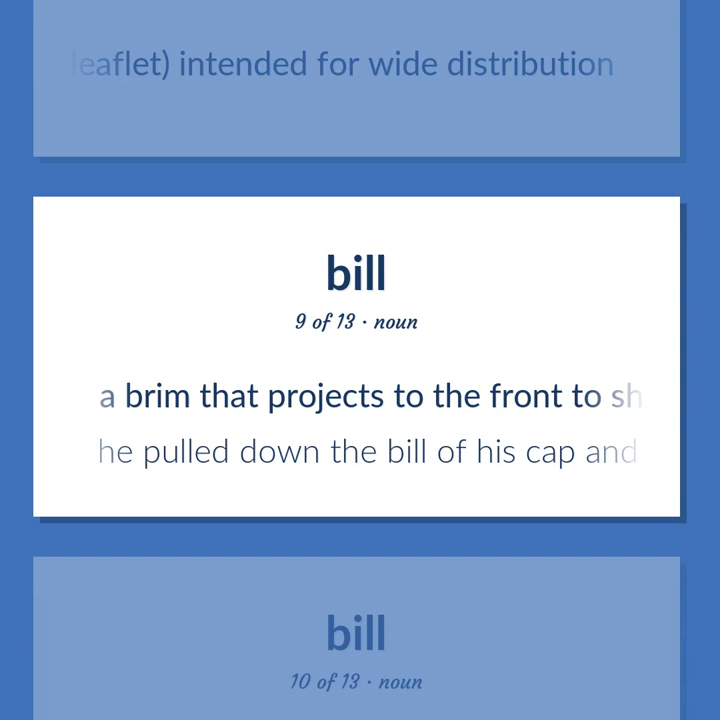 leaflet) intended for wide distribution
bill
9 of 13 · noun
a brim that projects to the front to sh
he pulled down the bill of his cap and
bill
10 of 13 · noun